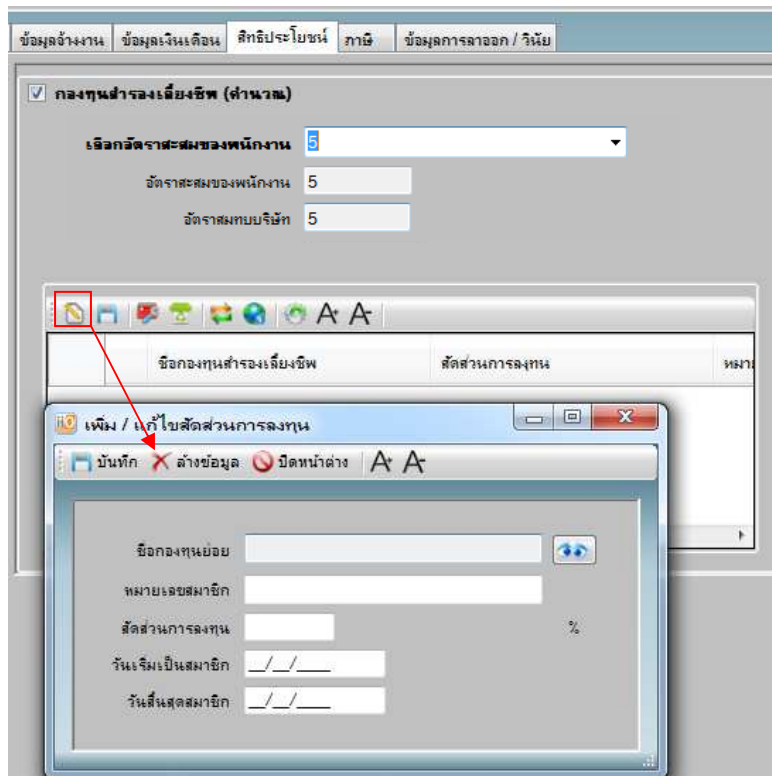 ข้อมูลจ้างงาน ข้อมูลเงินเดือน สิทธิประโยชน์ ภาษี ข้อมูลการลาออก / วินัย
กองทุนสำรองเลี้ยงชีพ (คำนวณ)
เลือกอัตราสะสมของพนักงาน 5
อัตราสะสมของพนักงาน 5
อัตราสมทบบริษัท 5
A+ A-
ชื่อกองทุนสำรองเลี้ยงชีพ สัดส่วนการลงทุน หมาย
เพิ่ม / แก้ไขสัดส่วนการลงทุน
บันทึก ล้างข้อมูล ปิดหน้าต่าง A+ A-
ชื่อกองทุนย่อย
หมายเลขสมาชิก
สัดส่วนการลงทุน %
วันเริ่มเป็นสมาชิก __/__/____
วันสิ้นสุดสมาชิก __/__/____